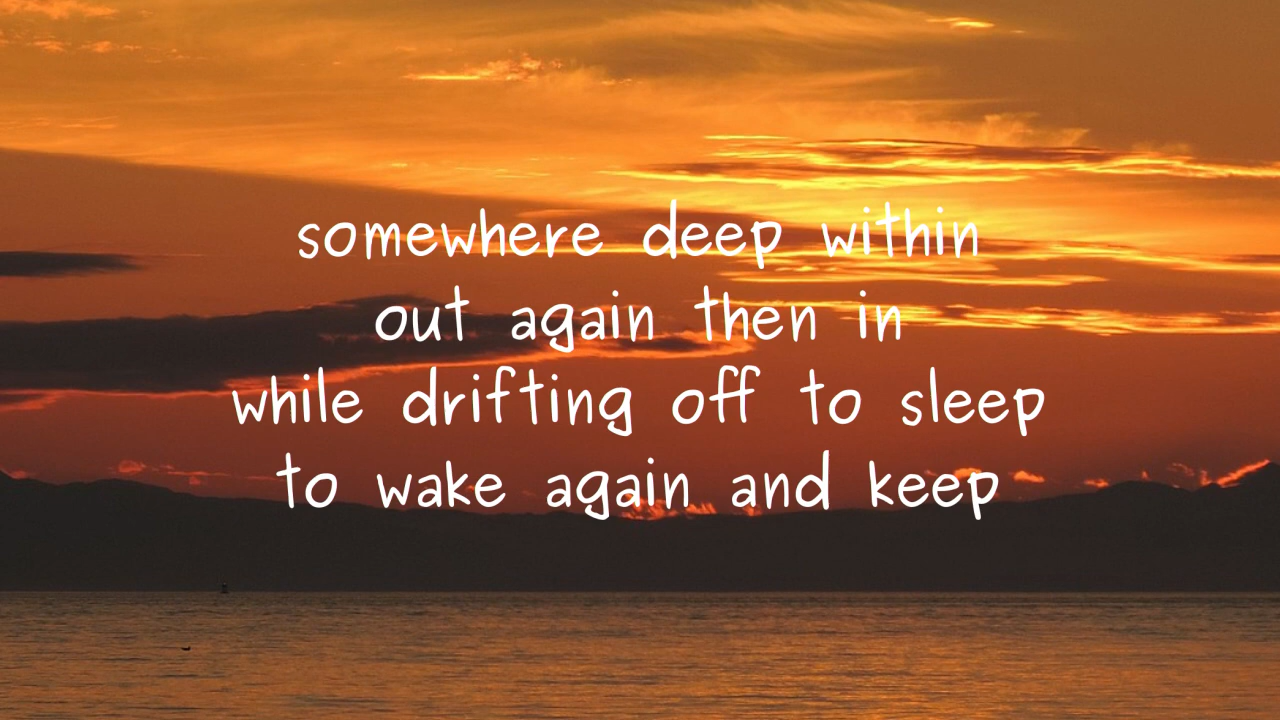 somewhere deep within
out again then in
while drifting off to sleep
to wake again and keep